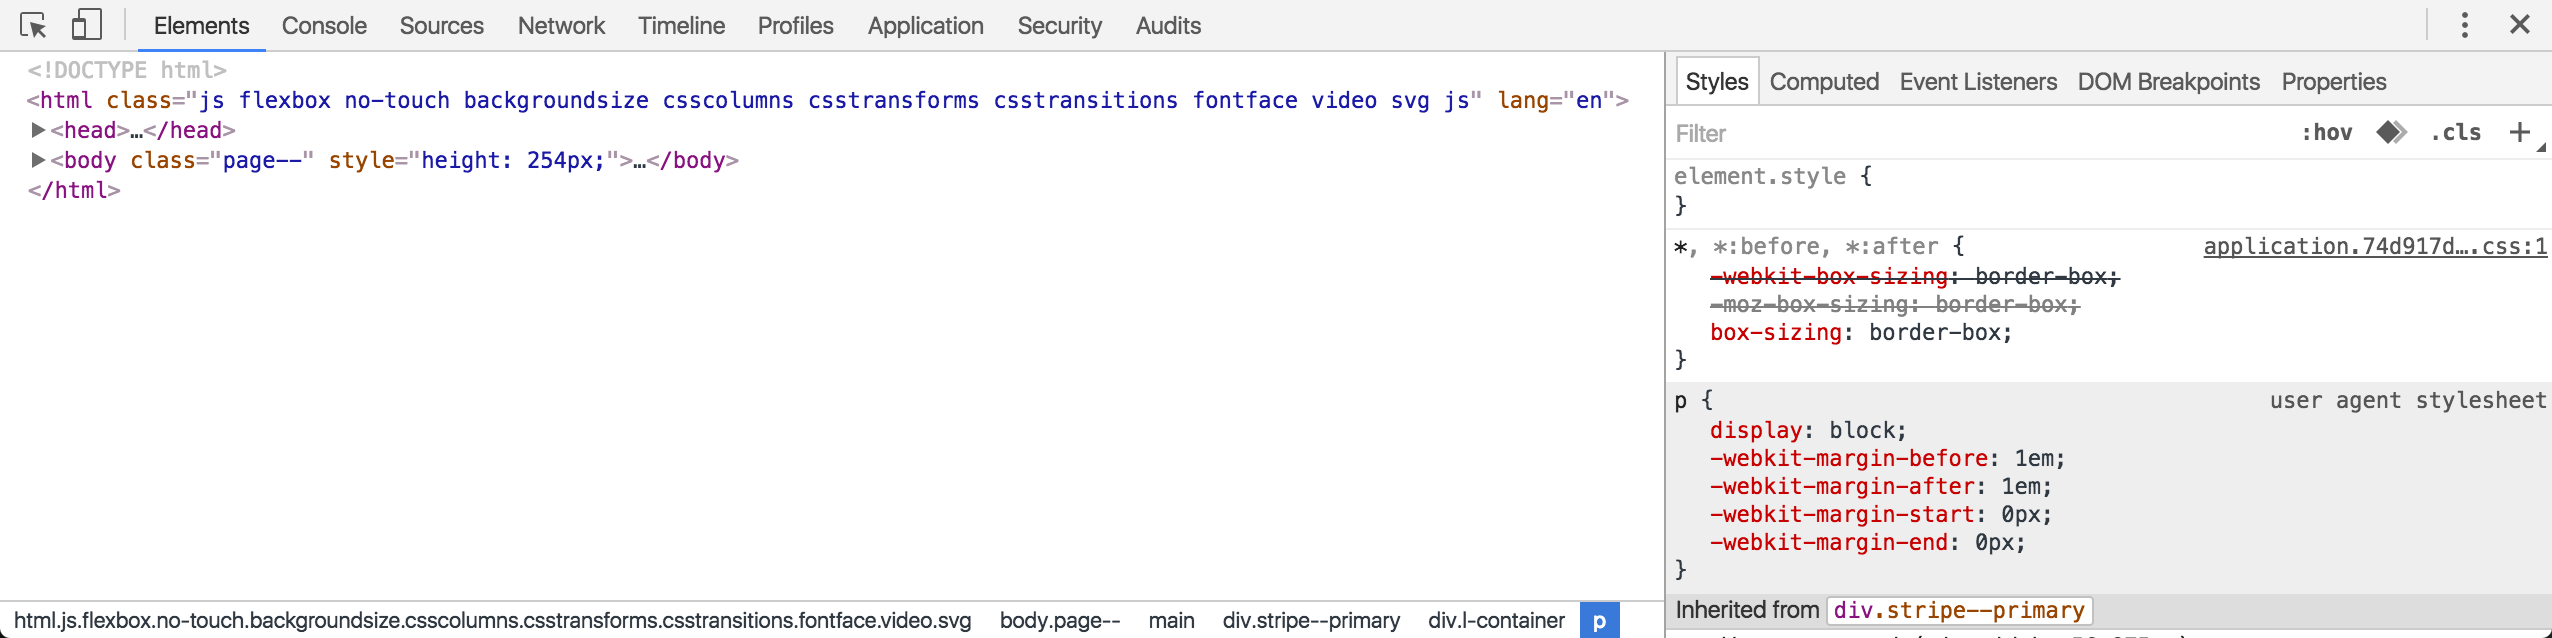 Elements Console Sources Network Timeline Profiles Application Security Audits
<!DOCTYPE html>
<html class="js flexbox no-touch backgroundsize csscolumns csstransforms csstransitions fontface video svg js" lang="en">
<head>…</head>
<body class="page--" style="height: 254px;">…</body>
</html>
html.js.flexbox.no-touch.backgroundsize.csscolumns.csstransforms.csstransitions.fontface.video.svg body.page-- main div.stripe--primary div.l-container p
Styles Computed Event Listeners DOM Breakpoints Properties
Filter :hov .cls +
element.style {
}
*, *:before, *:after { application.74d917d….css:1
-webkit-box-sizing: border-box;
-moz-box-sizing: border-box;
box-sizing: border-box;
}
p { user agent stylesheet
display: block;
-webkit-margin-before: 1em;
-webkit-margin-after: 1em;
-webkit-margin-start: 0px;
-webkit-margin-end: 0px;
}
Inherited from div.stripe--primary